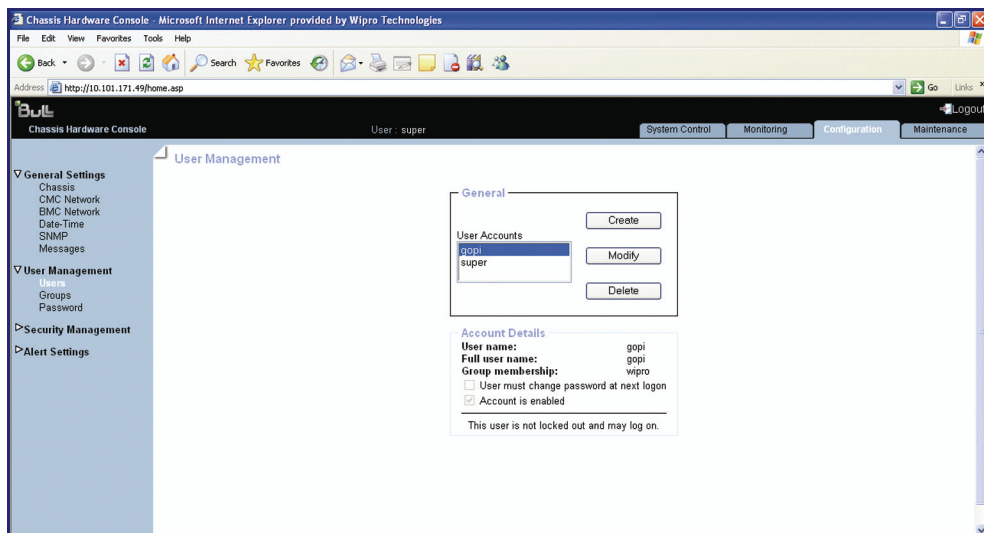 Chassis Hardware Console - Microsoft Internet Explorer provided by Wipro Technologies
File Edit View Favorites Tools Help
Back Search Favorites
Address http://10.101.171.49/home.asp Go Links »
Bull Logout
Chassis Hardware Console User : super System Control Monitoring Configuration Maintenance
User Management
General Settings
Chassis
CMC Network
BMC Network
Date-Time
SNMP
Messages
User Management
Users
Groups
Password
Security Management
Alert Settings
General
User Accounts
gopi
super
Create
Modify
Delete
Account Details
User name: gopi
Full user name: gopi
Group membership: wipro
User must change password at next logon
Account is enabled
This user is not locked out and may log on.